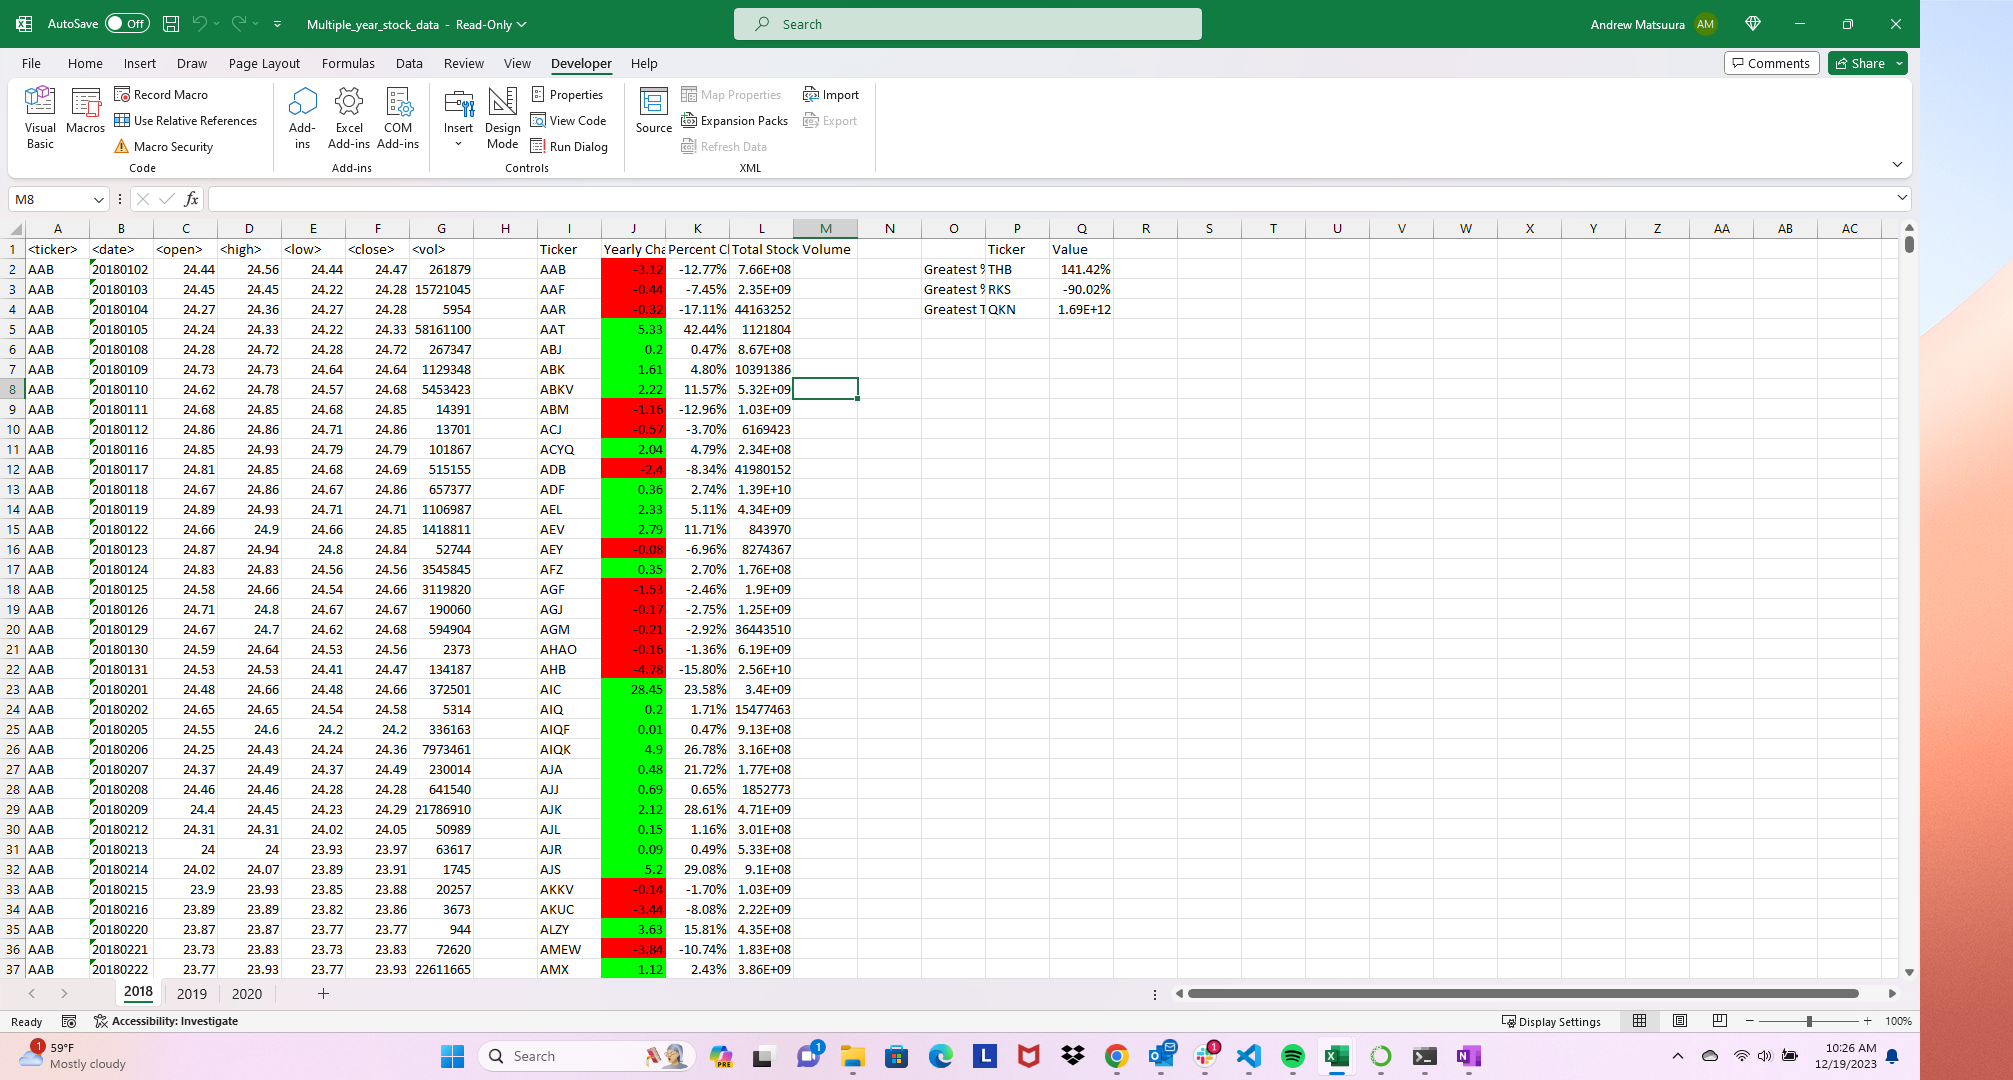 AutoSave Off Multiple_year_stock_data - Read-Only Search Andrew Matsuura AM
File Home Insert Draw Page Layout Formulas Data Review View Developer Help Comments Share
Visual Basic Macros Record Macro Use Relative References Macro Security Code
Add-ins Excel Add-ins COM Add-ins Add-ins
Insert Design Mode Properties View Code Run Dialog Controls
Source Map Properties Expansion Packs Refresh Data Import Export XML
M8 fx
A B C D E F G H I J K L M N O P Q R S T U V W X Y Z AA AB AC
1 <ticker> <date> <open> <high> <low> <close> <vol> Ticker Yearly Cha Percent Cl Total Stock Volume Ticker Value
2 AAB 20180102 24.44 24.56 24.44 24.47 261879 AAB -3.12 -12.77% 7.66E+08 Greatest % THB 141.42%
3 AAB 20180103 24.45 24.45 24.22 24.28 15721045 AAF -0.44 -7.45% 2.35E+09 Greatest % RKS -90.02%
4 AAB 20180104 24.27 24.36 24.27 24.28 5954 AAR -0.32 -17.11% 44163252 Greatest T QKN 1.69E+12
5 AAB 20180105 24.24 24.33 24.22 24.33 58161100 AAT 5.33 42.44% 1121804
6 AAB 20180108 24.28 24.72 24.28 24.72 267347 ABJ 0.2 0.47% 8.67E+08
7 AAB 20180109 24.73 24.73 24.64 24.64 1129348 ABK 1.61 4.80% 10391386
8 AAB 20180110 24.62 24.78 24.57 24.68 5453423 ABKV 2.22 11.57% 5.32E+09
9 AAB 20180111 24.68 24.85 24.68 24.85 14391 ABM -1.16 -12.96% 1.03E+09
10 AAB 20180112 24.86 24.86 24.71 24.86 13701 ACJ -0.57 -3.70% 6169423
11 AAB 20180116 24.85 24.93 24.79 24.79 101867 ACYQ 2.04 4.79% 2.34E+08
12 AAB 20180117 24.81 24.85 24.68 24.69 515155 ADB -2.4 -8.34% 41980152
13 AAB 20180118 24.67 24.86 24.67 24.86 657377 ADF 0.36 2.74% 1.39E+10
14 AAB 20180119 24.89 24.93 24.71 24.71 1106987 AEL 2.33 5.11% 4.34E+09
15 AAB 20180122 24.66 24.9 24.66 24.85 1418811 AEV 2.79 11.71% 843970
16 AAB 20180123 24.87 24.94 24.8 24.84 52744 AEY -0.08 -6.96% 8274367
17 AAB 20180124 24.83 24.83 24.56 24.56 3545845 AFZ 0.35 2.70% 1.76E+08
18 AAB 20180125 24.58 24.66 24.54 24.66 3119820 AGF -1.53 -2.46% 1.9E+09
19 AAB 20180126 24.71 24.8 24.67 24.67 190060 AGJ -0.17 -2.75% 1.25E+09
20 AAB 20180129 24.67 24.7 24.62 24.68 594904 AGM -0.21 -2.92% 36443510
21 AAB 20180130 24.59 24.64 24.53 24.56 2373 AHAO -0.16 -1.36% 6.19E+09
22 AAB 20180131 24.53 24.53 24.41 24.47 134187 AHB -4.78 -15.80% 2.56E+10
23 AAB 20180201 24.48 24.66 24.48 24.66 372501 AIC 28.45 23.58% 3.4E+09
24 AAB 20180202 24.65 24.65 24.54 24.58 5314 AIQ 0.2 1.71% 15477463
25 AAB 20180205 24.55 24.6 24.2 24.2 336163 AIQF 0.01 0.47% 9.13E+08
26 AAB 20180206 24.25 24.43 24.24 24.36 7973461 AIQK 4.9 26.78% 3.16E+08
27 AAB 20180207 24.37 24.49 24.37 24.49 230014 AJA 0.48 21.72% 1.77E+08
28 AAB 20180208 24.46 24.46 24.28 24.28 641540 AJJ 0.69 0.65% 1852773
29 AAB 20180209 24.4 24.45 24.23 24.29 21786910 AJK 2.12 28.61% 4.71E+09
30 AAB 20180212 24.31 24.31 24.02 24.05 50989 AJL 0.15 1.16% 3.01E+08
31 AAB 20180213 24 24 23.93 23.97 63617 AJR 0.09 0.49% 5.33E+08
32 AAB 20180214 24.02 24.07 23.89 23.91 1745 AJS 5.2 29.08% 9.1E+08
33 AAB 20180215 23.9 23.93 23.85 23.88 20257 AKKV -0.14 -1.70% 1.03E+09
34 AAB 20180216 23.89 23.89 23.82 23.86 3673 AKUC -3.44 -8.08% 2.22E+09
35 AAB 20180220 23.87 23.87 23.77 23.77 944 ALZY 3.63 15.81% 4.35E+08
36 AAB 20180221 23.73 23.83 23.73 23.83 72620 AMEW -3.84 -10.74% 1.83E+08
37 AAB 20180222 23.77 23.93 23.77 23.93 22611665 AMX 1.12 2.43% 3.86E+09
2018 2019 2020 +
Ready Accessibility: Investigate Display Settings 100%
1 59°F Search PRE 1 L 1 N 10:26 AM
Mostly cloudy 12/19/2023